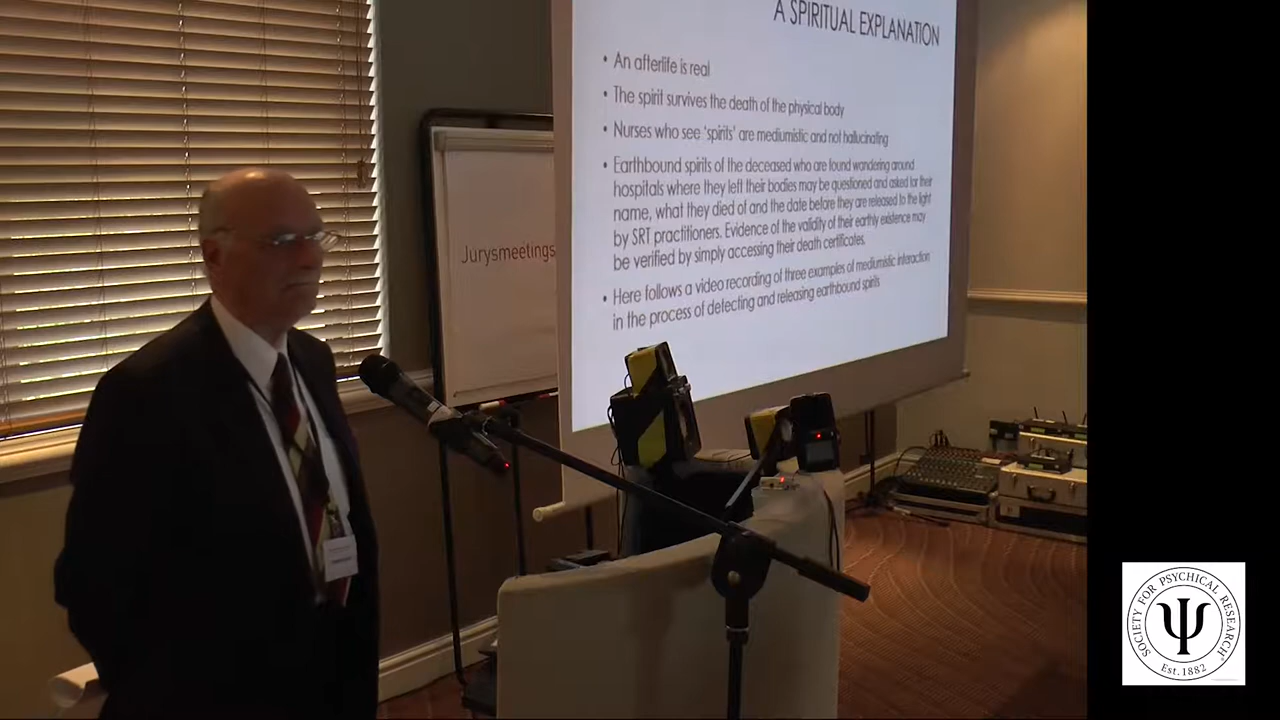 A SPIRITUAL EXPLANATION
• An afterlife is real
• The spirit survives the death of the physical body
• Nurses who see 'spirits' are mediumistic and not hallucinating
• Earthbound spirits of the deceased who are found wandering around
hospitals where they left their bodies may be questioned and asked for their
name, what they died of and the date before they are released to the light
by SRT practitioners. Evidence of the validity of their earthly existence may
be verified by simply accessing their death certificates.
• Here follows a video recording of three examples of mediumistic interaction
in the process of detecting and releasing earthbound spirits
Jurysmeetings
SOCIETY FOR PSYCHICAL RESEARCH
Ψ
Est. 1882